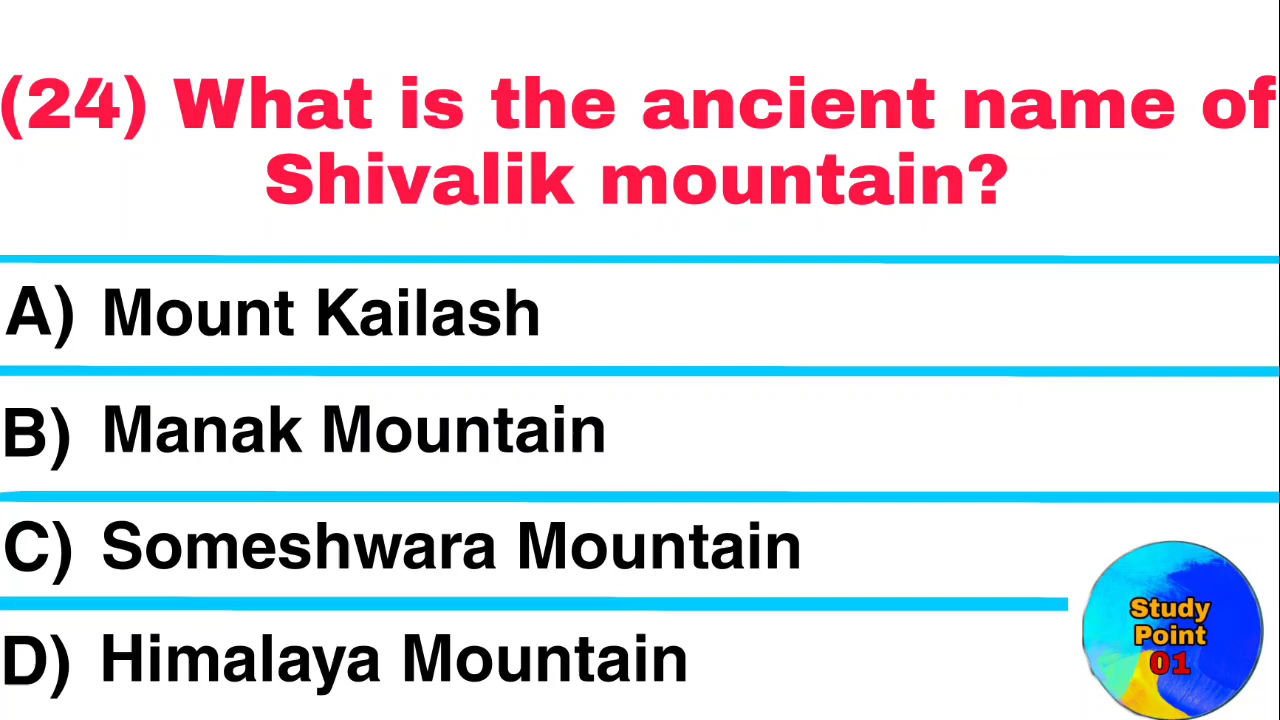 (24) What is the ancient name of
Shivalik mountain?
A) Mount Kailash
B) Manak Mountain
C) Someshwara Mountain
D) Himalaya Mountain
Study
Point
01